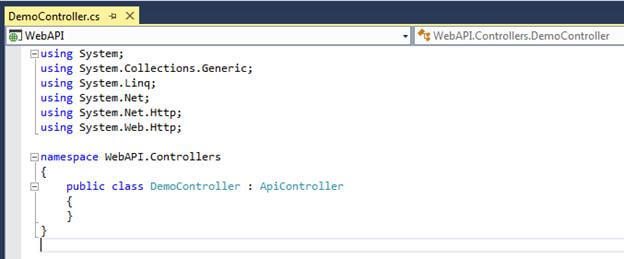 DemoController.cs
WebAPI
WebAPI.Controllers.DemoController
using System;
using System.Collections.Generic;
using System.Linq;
using System.Net;
using System.Net.Http;
using System.Web.Http;
namespace WebAPI.Controllers
{
public class DemoController : ApiController
{
}
}